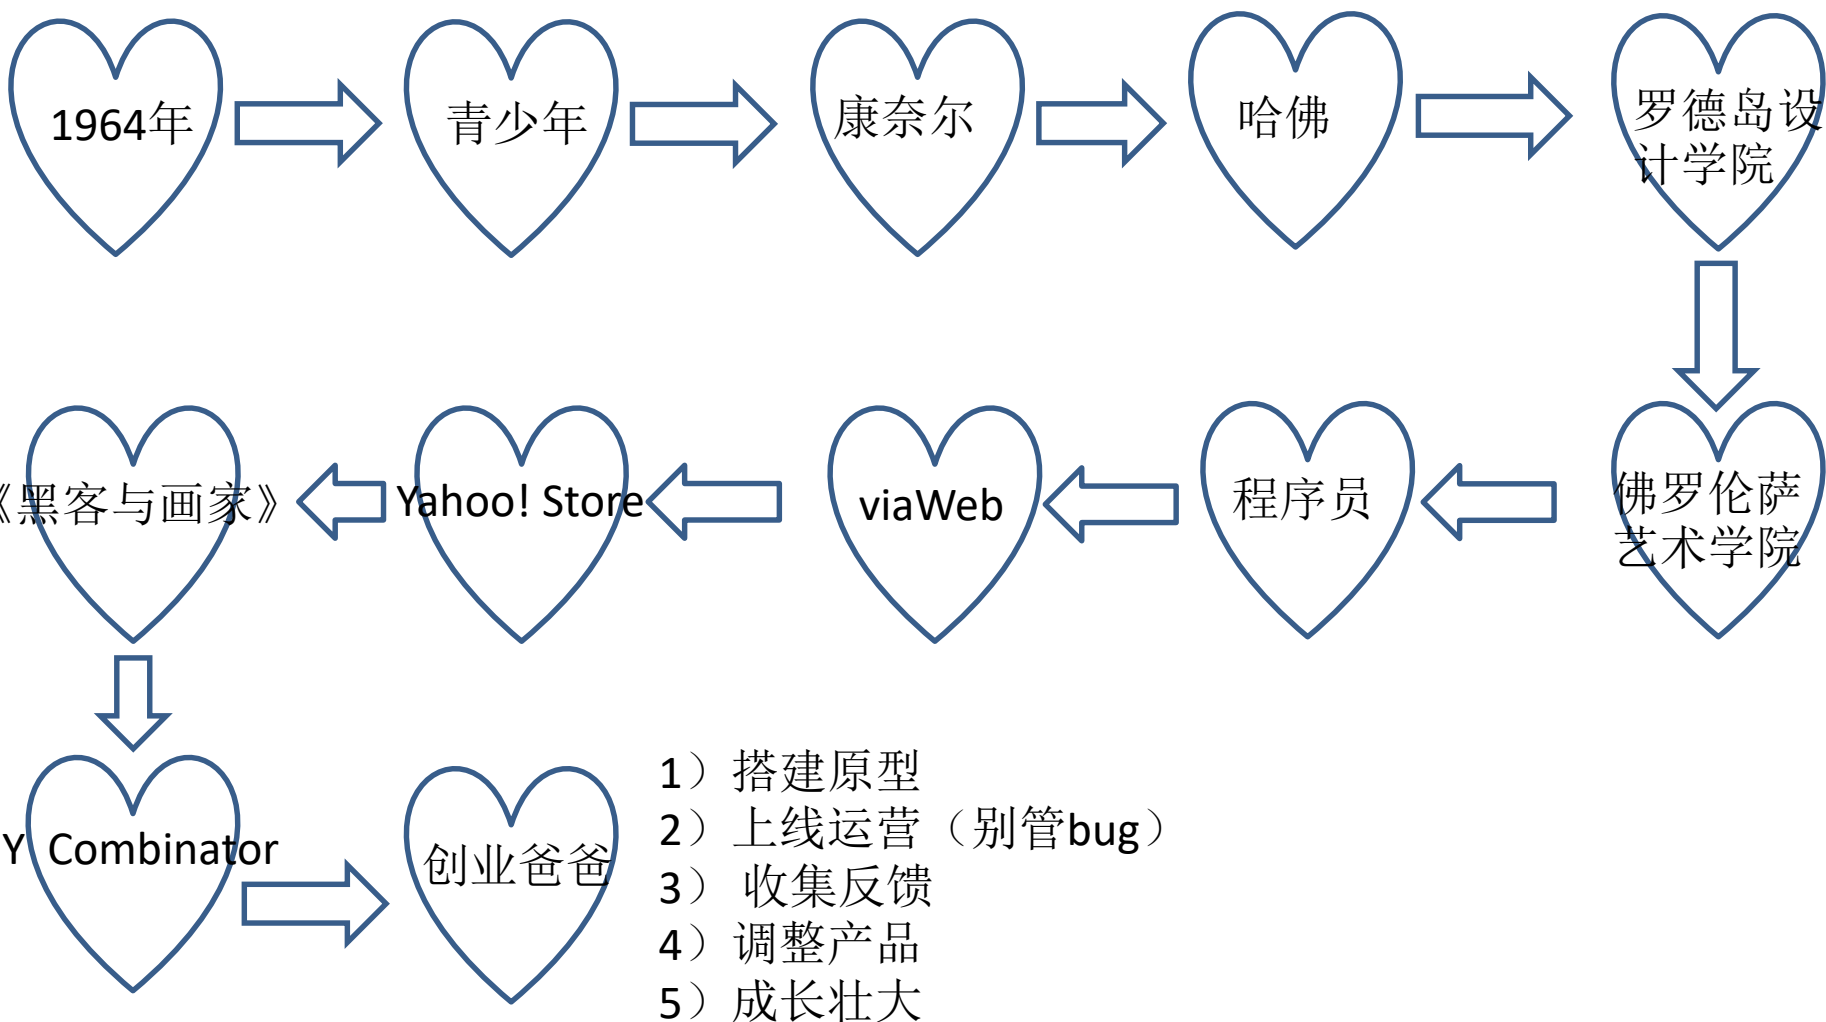 1964年
青少年
康奈尔
哈佛
罗德岛设
计学院
佛罗伦萨
艺术学院
程序员
viaWeb
Yahoo! Store
《黑客与画家》
Y Combinator
创业爸爸
1）搭建原型
2）上线运营（别管bug）
3） 收集反馈
4）调整产品
5）成长壮大